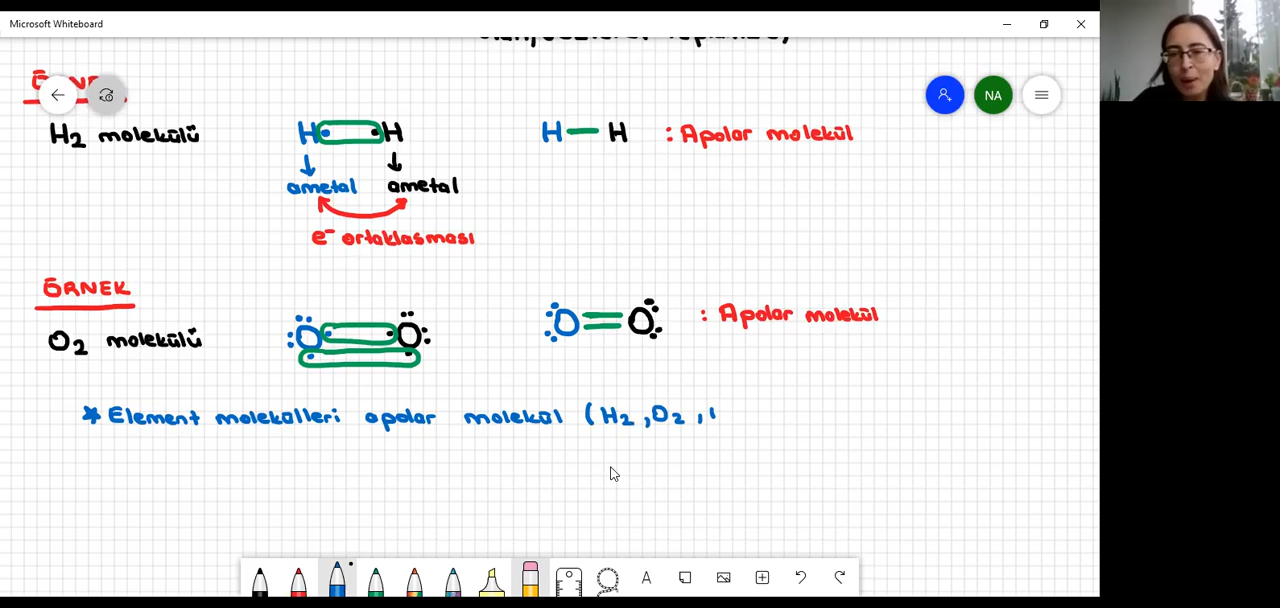 Microsoft Whiteboard
NA
H2 molekülü
H H
H H
: Apolar molekül
ametal
ametal
e- ortaklasması
ÖRNEK
O2 molekülü
O O
O O
: Apolar molekül
* Element molekülleri apolar molekül (H2, O2, 
A